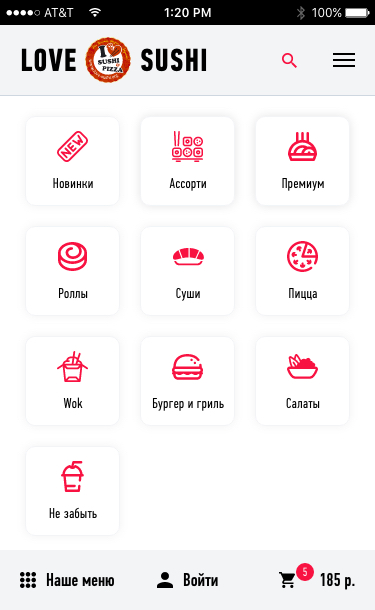 AT&T 1:20 PM 100%
LOVE I SUSHI PIZZA SUSHI
NEW
Новинки Ассорти Премиум
Роллы Суши Пицца
Wok Бургер и гриль Салаты
Не забыть
Наше меню Войти 5 185 р.